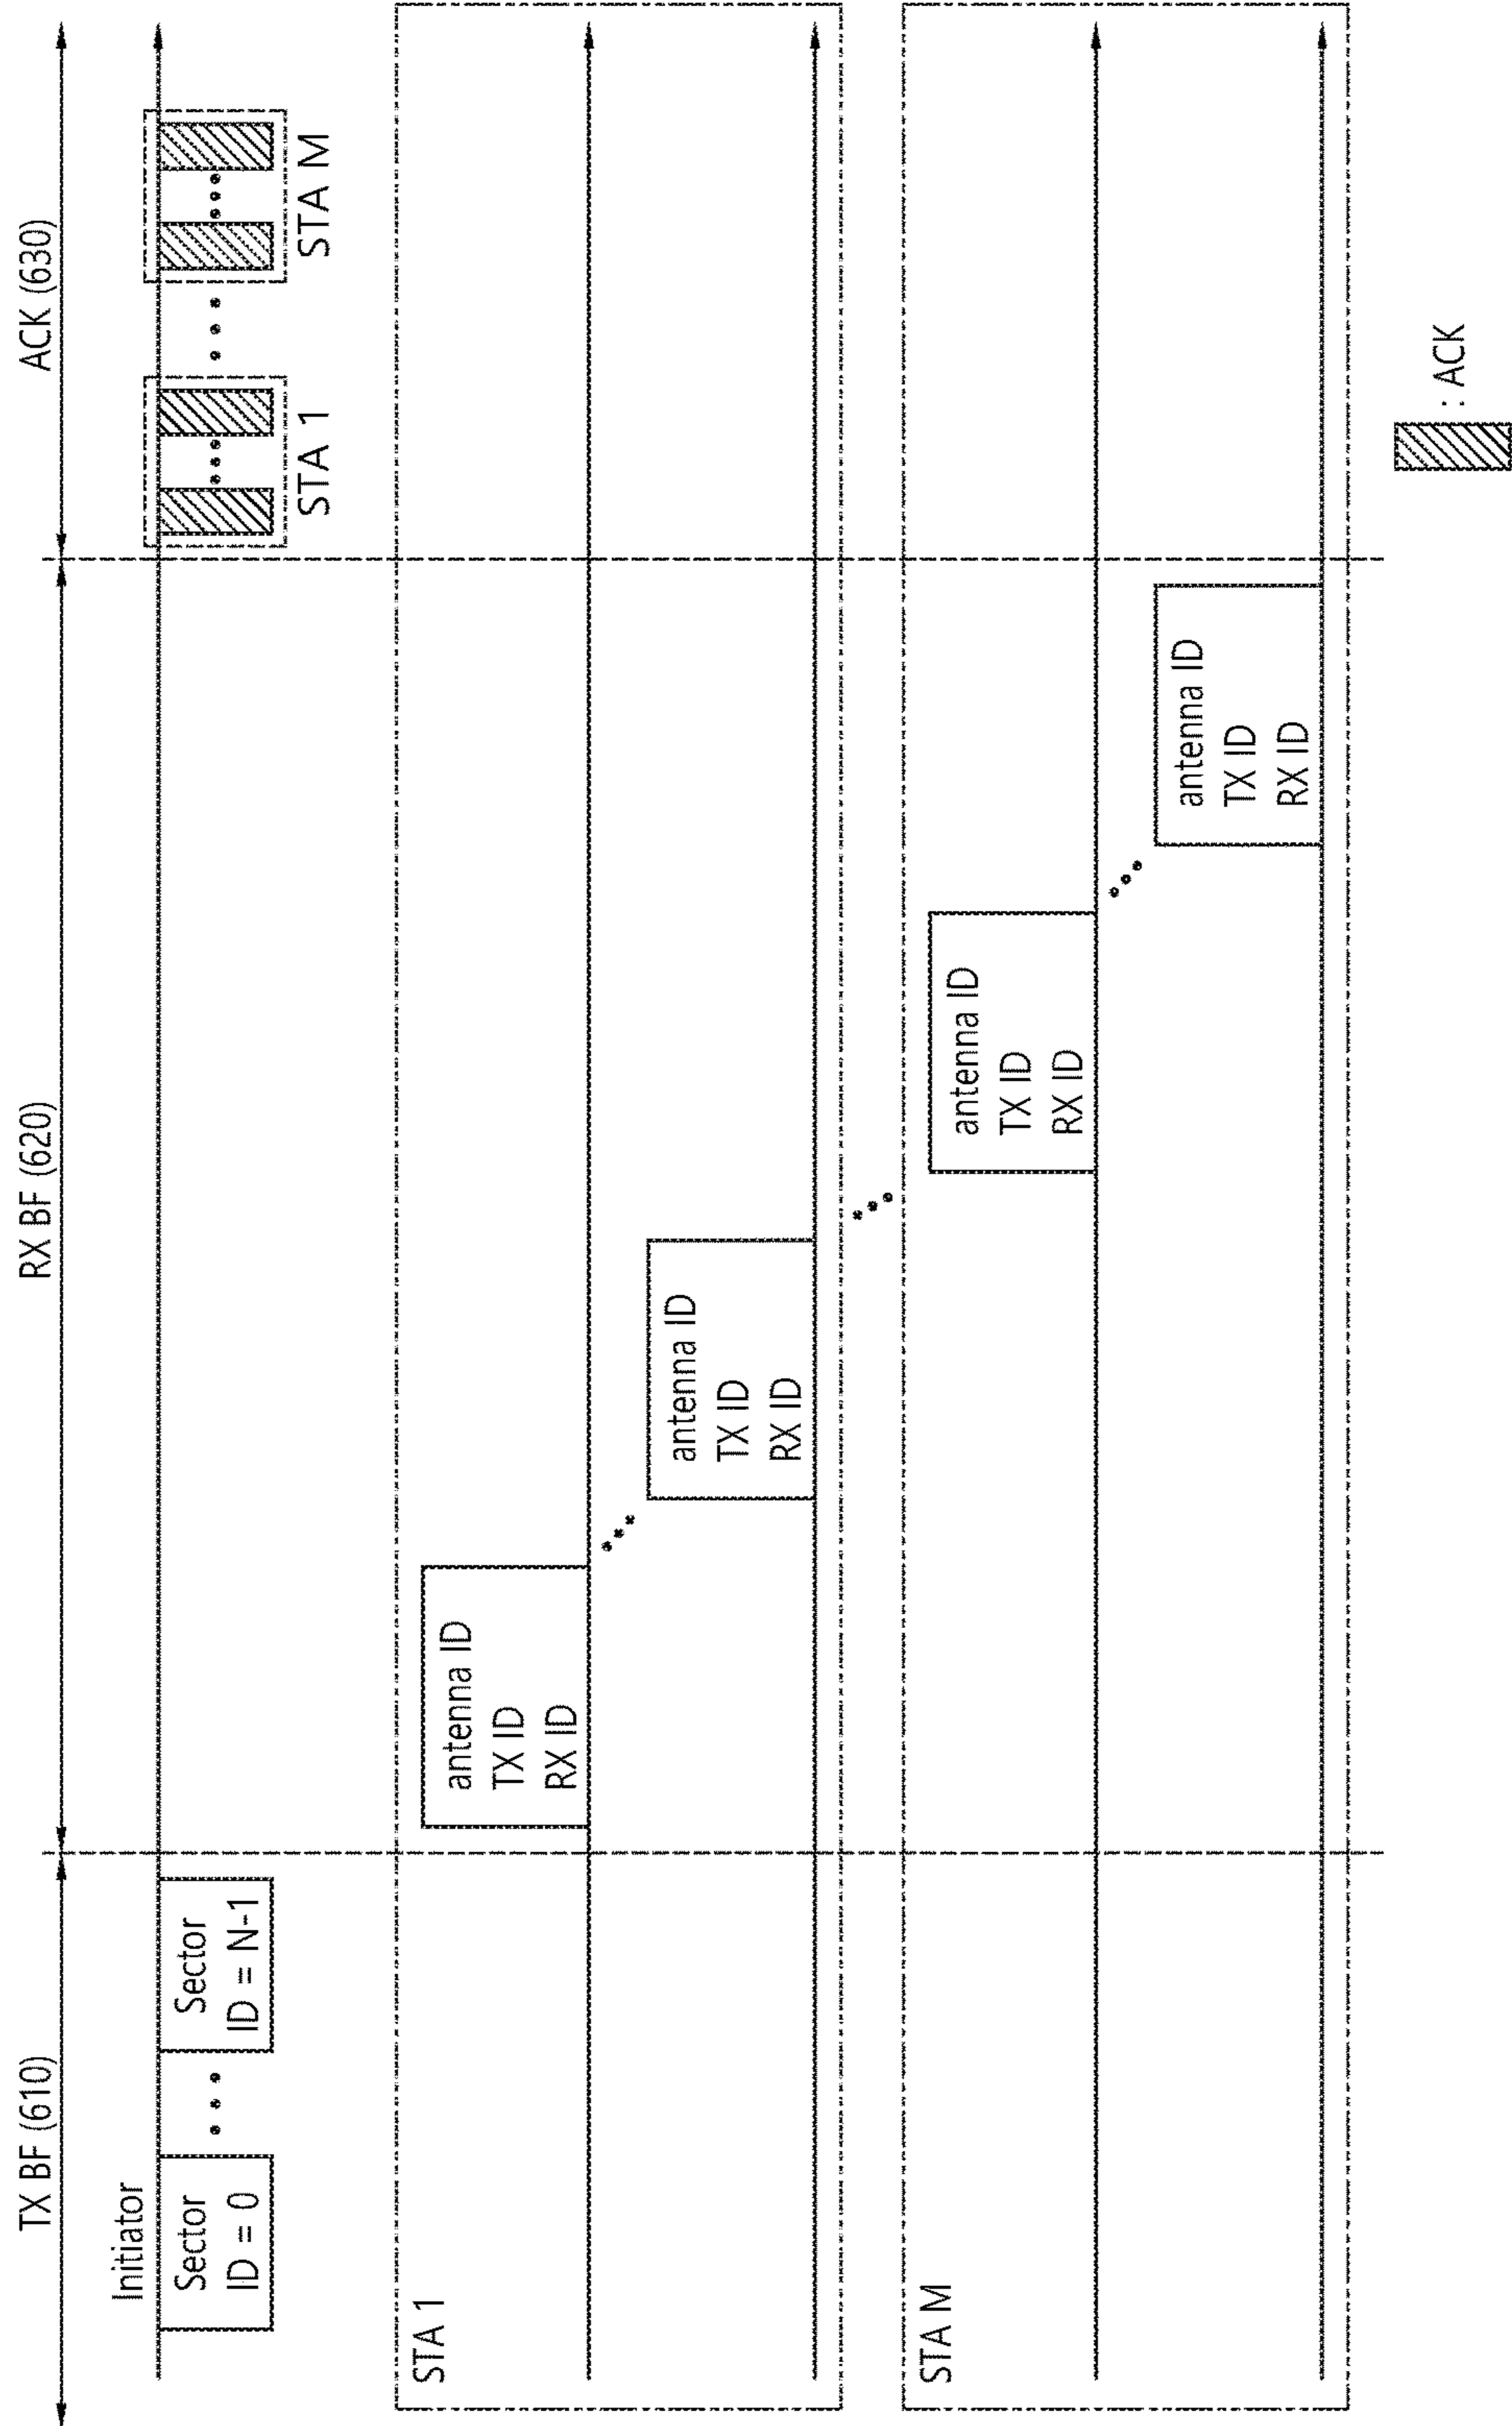 TX BF (610)
RX BF (620)
ACK (630)
Initiator
Sector
ID = 0
Sector
ID = N-1
STA 1
STA M
STA 1
antenna ID
TX ID
RX ID
antenna ID
TX ID
RX ID
STA M
antenna ID
TX ID
RX ID
antenna ID
TX ID
RX ID
: ACK